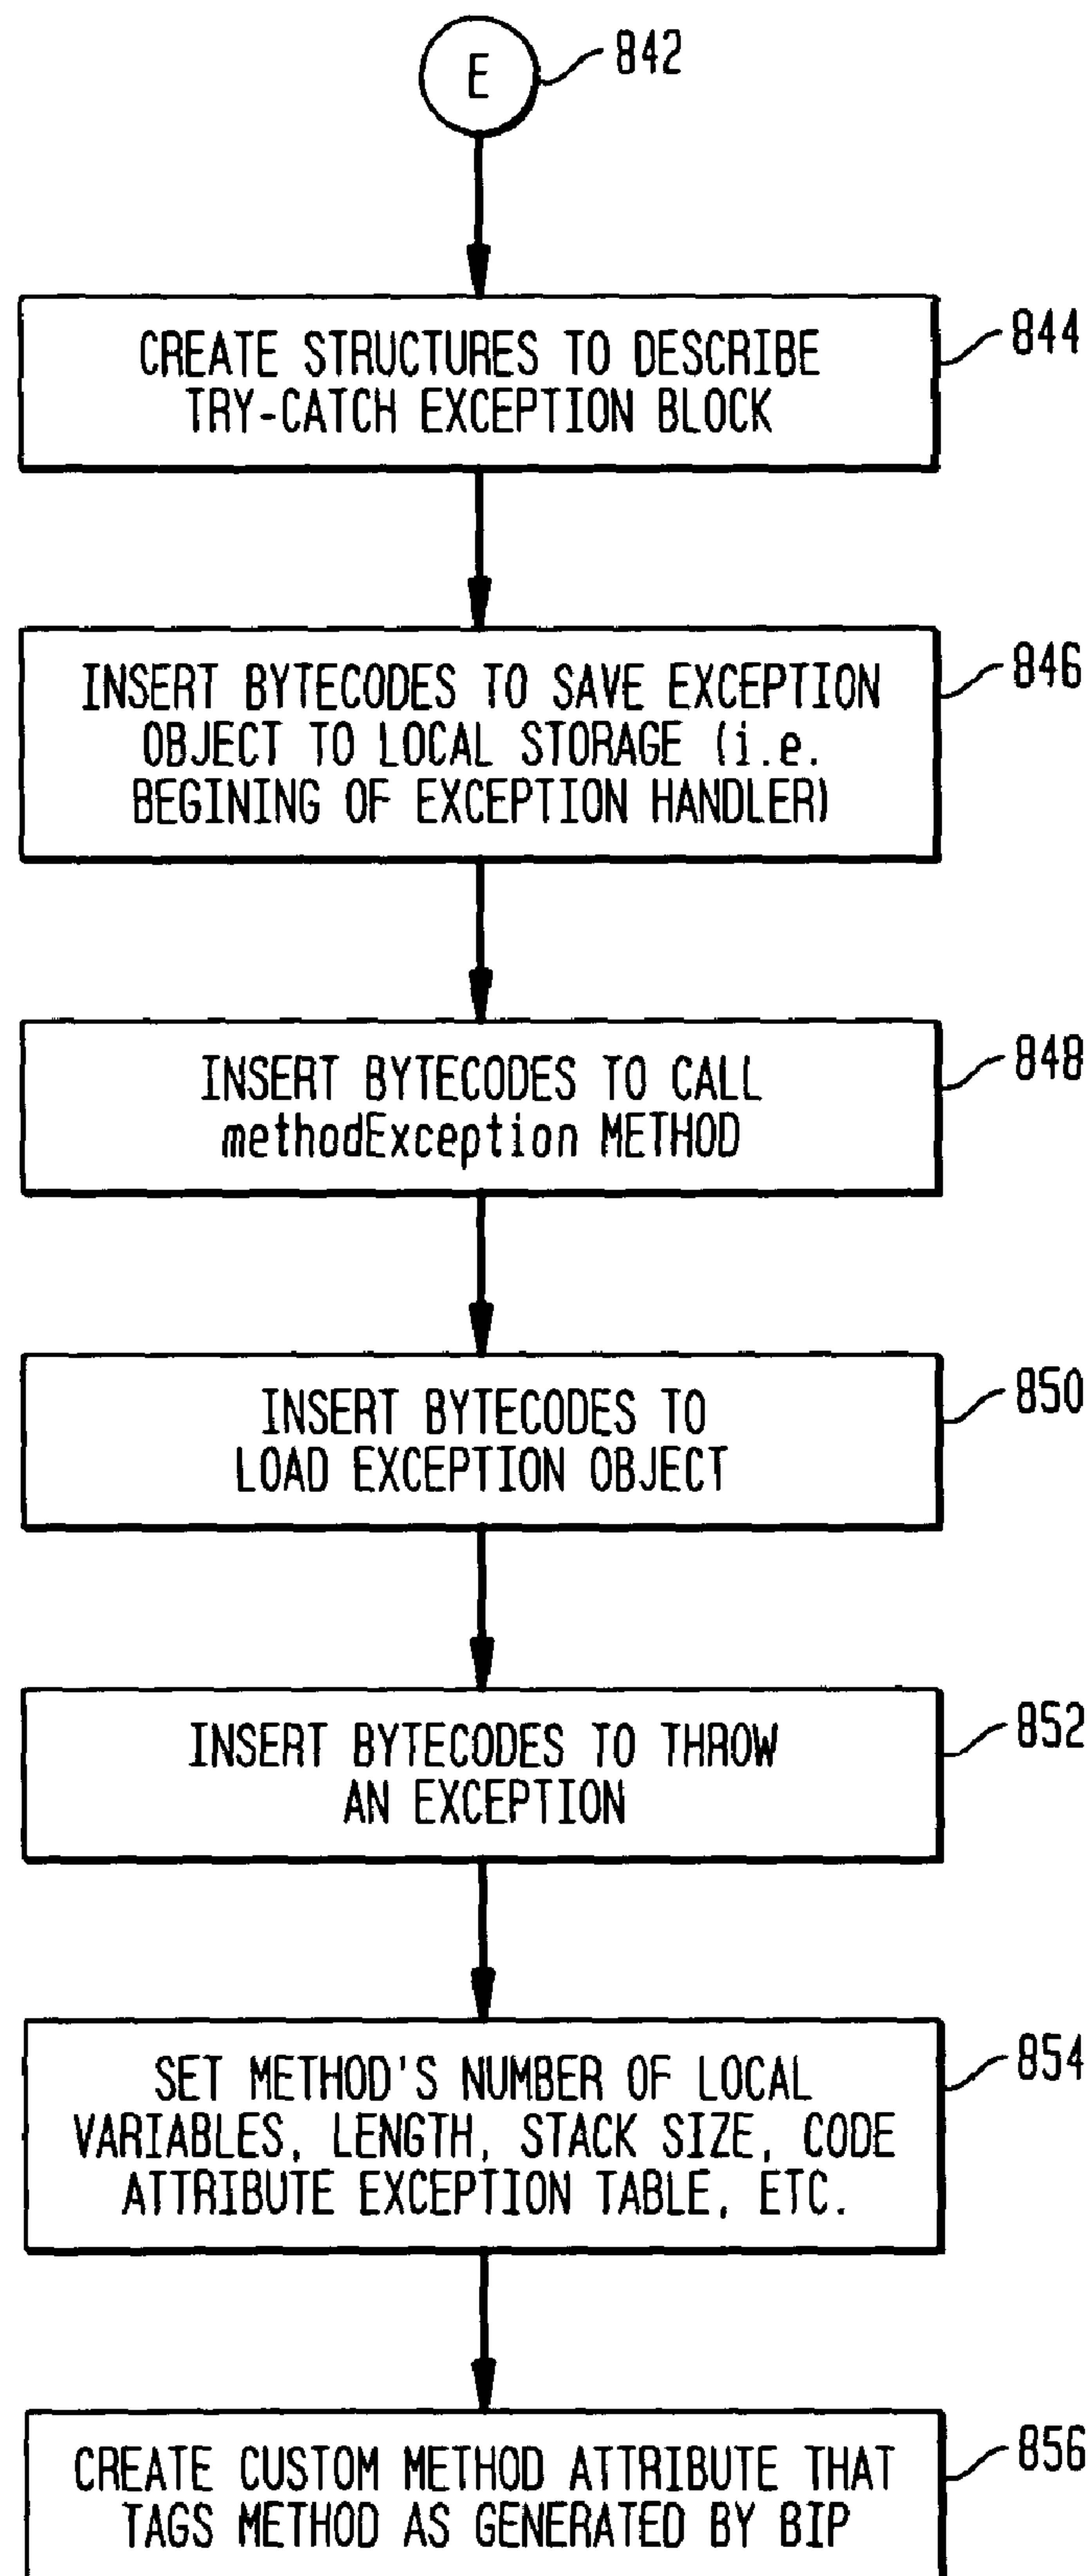 E
842
CREATE STRUCTURES TO DESCRIBE
TRY-CATCH EXCEPTION BLOCK
844
INSERT BYTECODES TO SAVE EXCEPTION
OBJECT TO LOCAL STORAGE (i.e.
BEGINING OF EXCEPTION HANDLER)
846
INSERT BYTECODES TO CALL
methodException METHOD
848
INSERT BYTECODES TO
LOAD EXCEPTION OBJECT
850
INSERT BYTECODES TO THROW
AN EXCEPTION
852
SET METHOD'S NUMBER OF LOCAL
VARIABLES, LENGTH, STACK SIZE, CODE
ATTRIBUTE EXCEPTION TABLE, ETC.
854
CREATE CUSTOM METHOD ATTRIBUTE THAT
TAGS METHOD AS GENERATED BY BIP
856